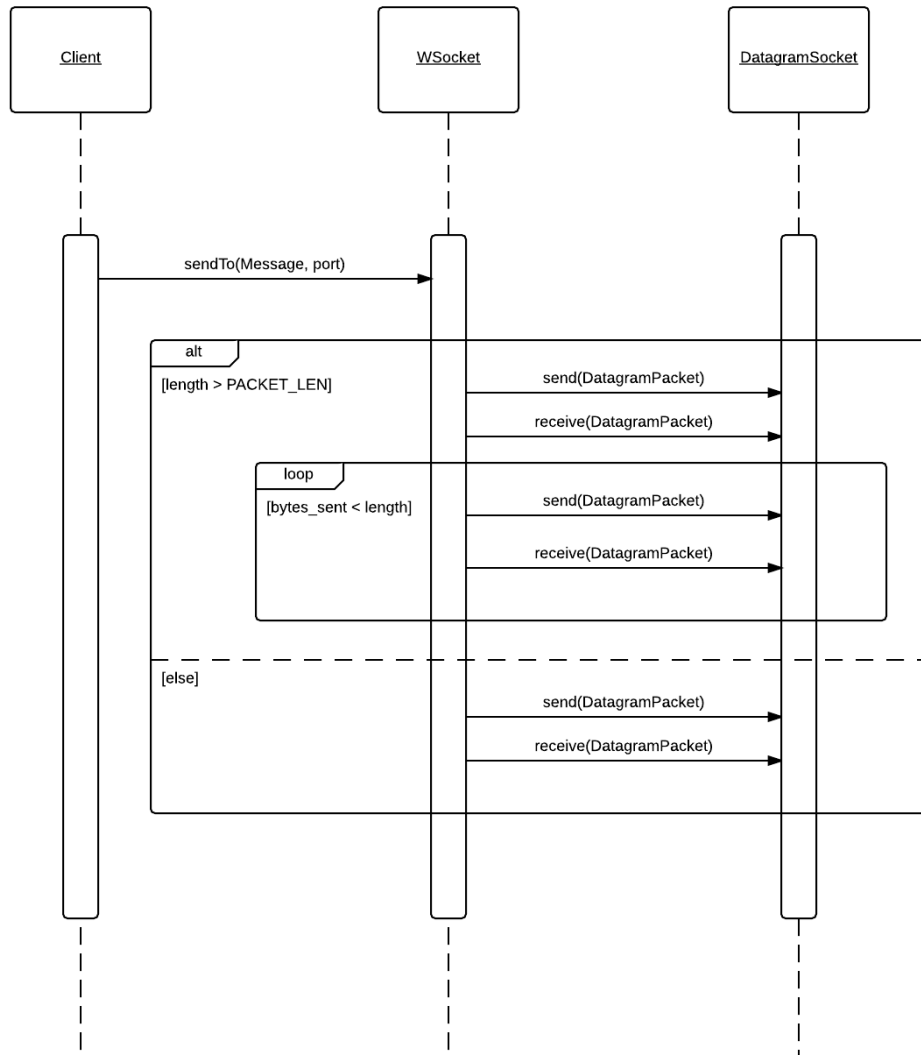 Client
WSocket
DatagramSocket
sendTo(Message, port)
alt
[length > PACKET_LEN]
send(DatagramPacket)
receive(DatagramPacket)
loop
[bytes_sent < length]
send(DatagramPacket)
receive(DatagramPacket)
[else]
send(DatagramPacket)
receive(DatagramPacket)